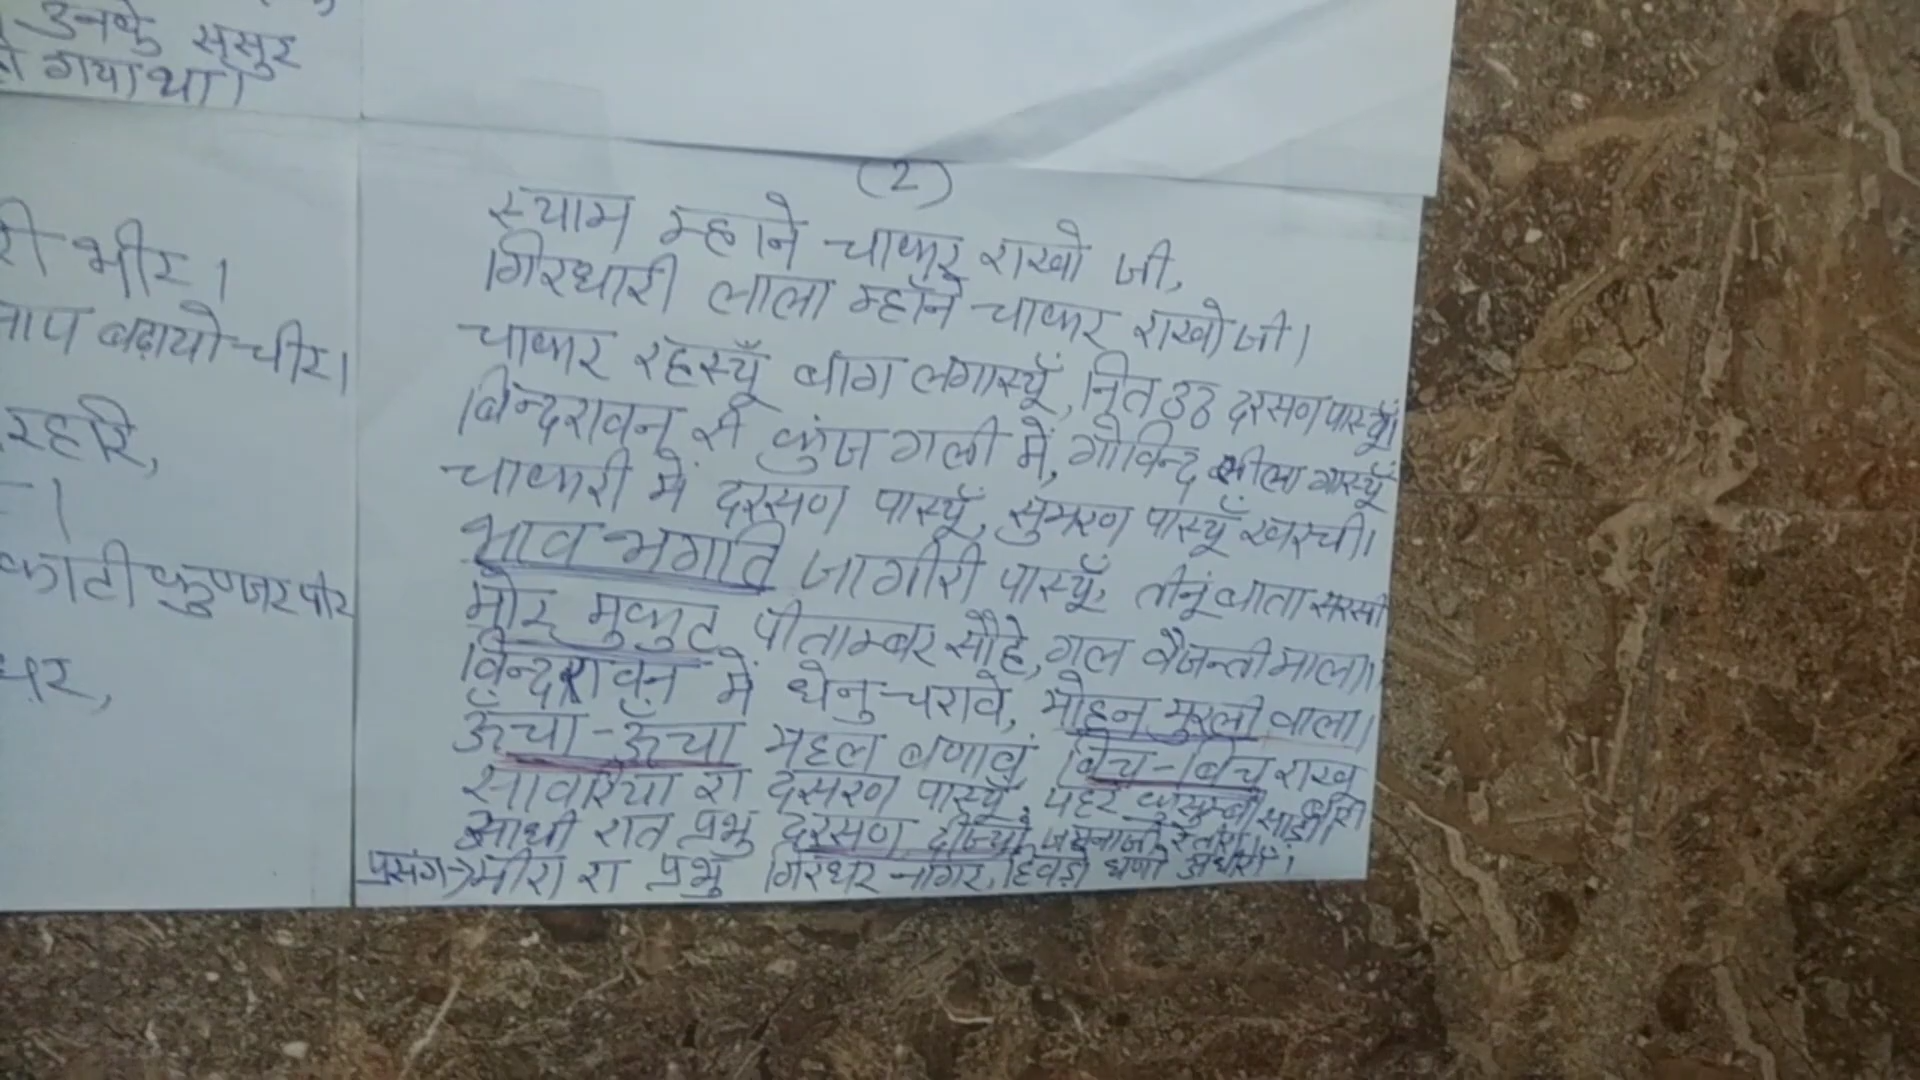 उनके ससुर
गया था।
री भीर।
आप बढ़ायो चीर।
रहरि,
काटी कुण्जर पीर
(2)
स्याम म्हाने चाकर राखो जी,
गिरधारी लाला म्हाँने चाकर राखो जी।
चाकर रहस्यूँ बाग लगास्यूँ, नित उठ दरसण पास्यूँ।
बिन्दरावन री कुंज गली में, गोविन्द लीला गास्यूँ
चाकरी में दरसण पास्यूँ, सुमरण पास्यूँ खरची।
भाव भगति जागीरी पास्यूँ, तीनूं बाता सरसी
मोर मुकुट पीताम्बर सौहे, गल वैजन्ती माला।
बिन्दरावन में धेनु चरावे, मोहन मुरली वाला।
ऊँचा-ऊँचा महल बणावुं बिच-बिच राखू
सांवरिया रा दरसण पास्यूँ, पहर कुसुम्बी साड़ी।
आधी रात प्रभु दरसण दीज्यो
प्रसंग→ मीरा रा प्रभु गिरधर नागर, हिवड़ो घणो अधीरां।